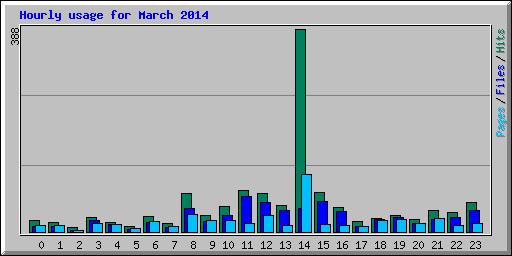 Hourly usage for March 2014
388
Pages / Files / Hits
0 1 2 3 4 5 6 7 8 9 10 11 12 13 14 15 16 17 18 19 20 21 22 23